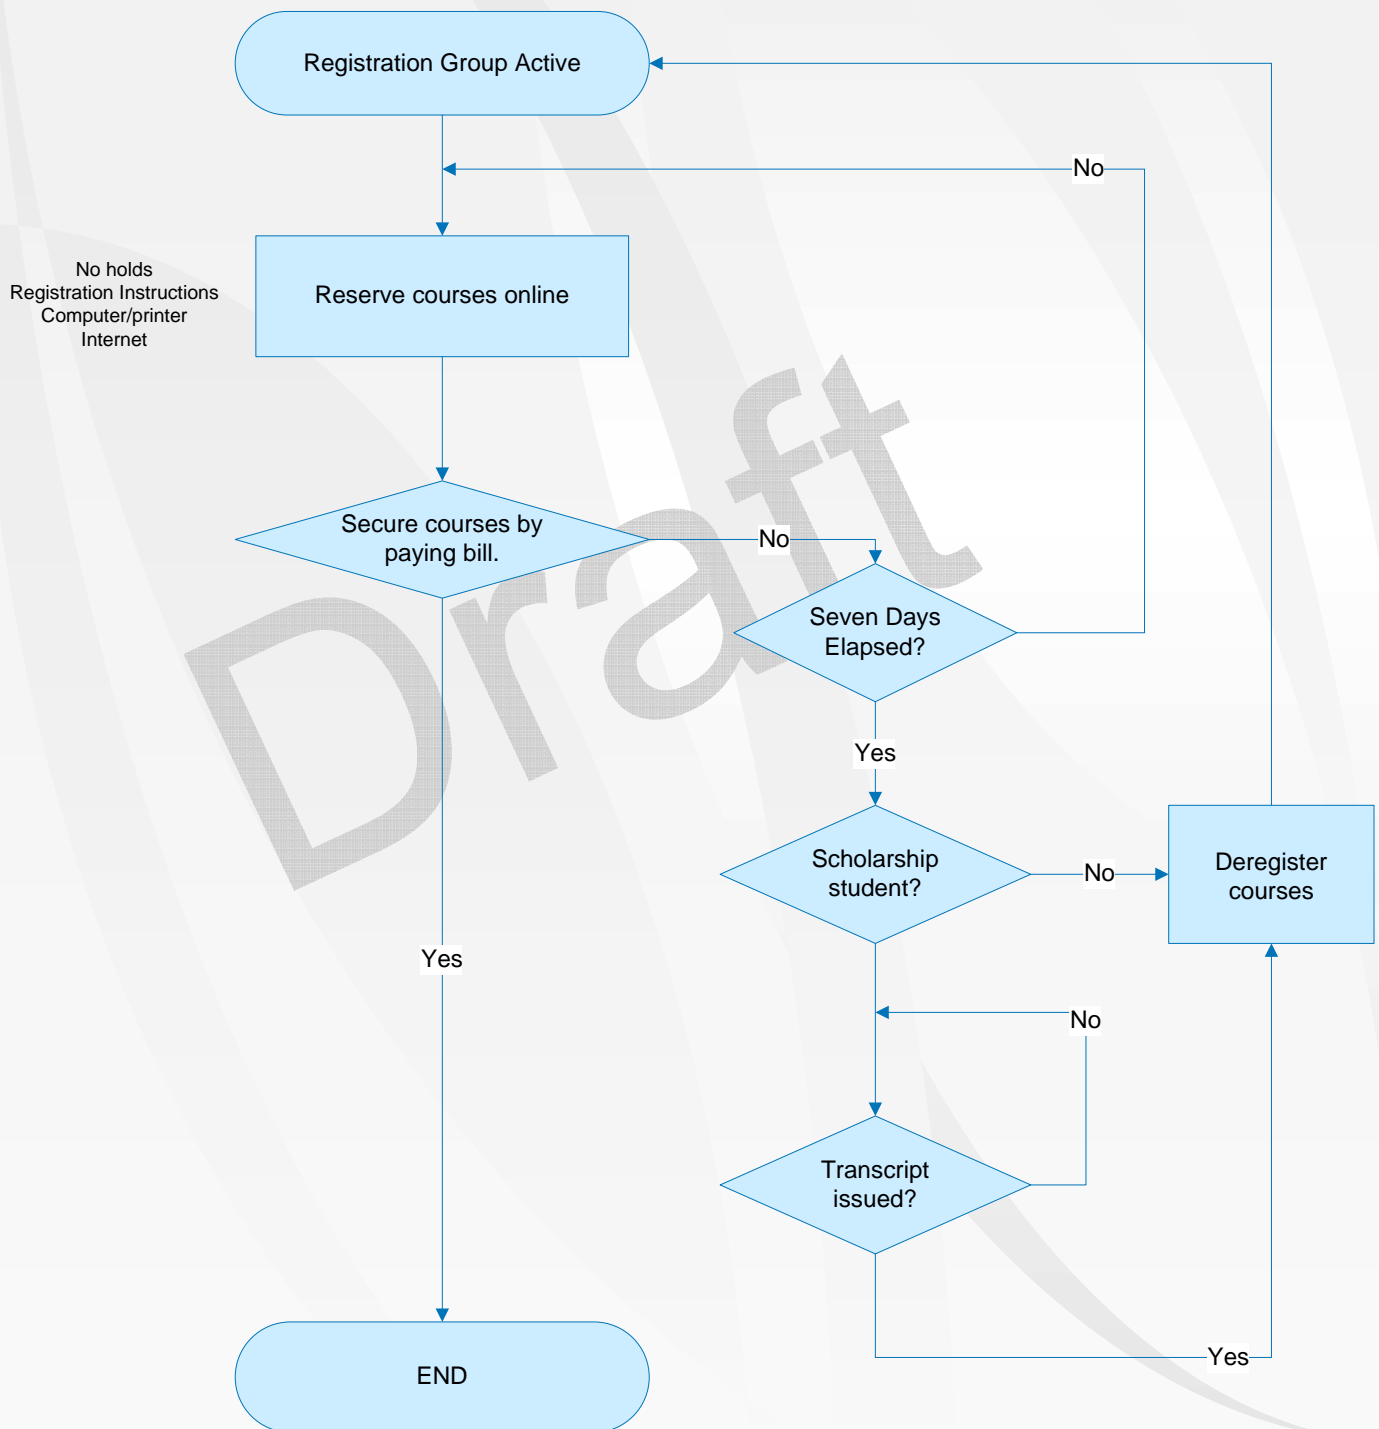 Registration Group Active
No
No holds
Registration Instructions
Computer/printer
Internet
Reserve courses online
Draft
Secure courses by
paying bill.
No
Seven Days
Elapsed?
Yes
Scholarship
student?
No
Deregister
courses
Yes
No
Transcript
issued?
Yes
END